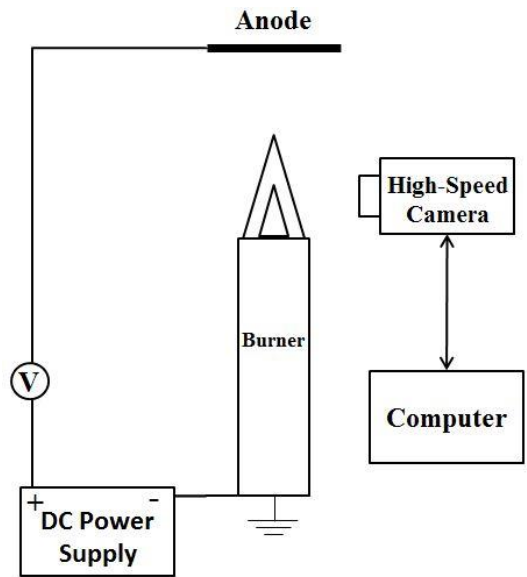 Anode
High-Speed
Camera
Burner
V
Computer
+ -
DC Power
Supply